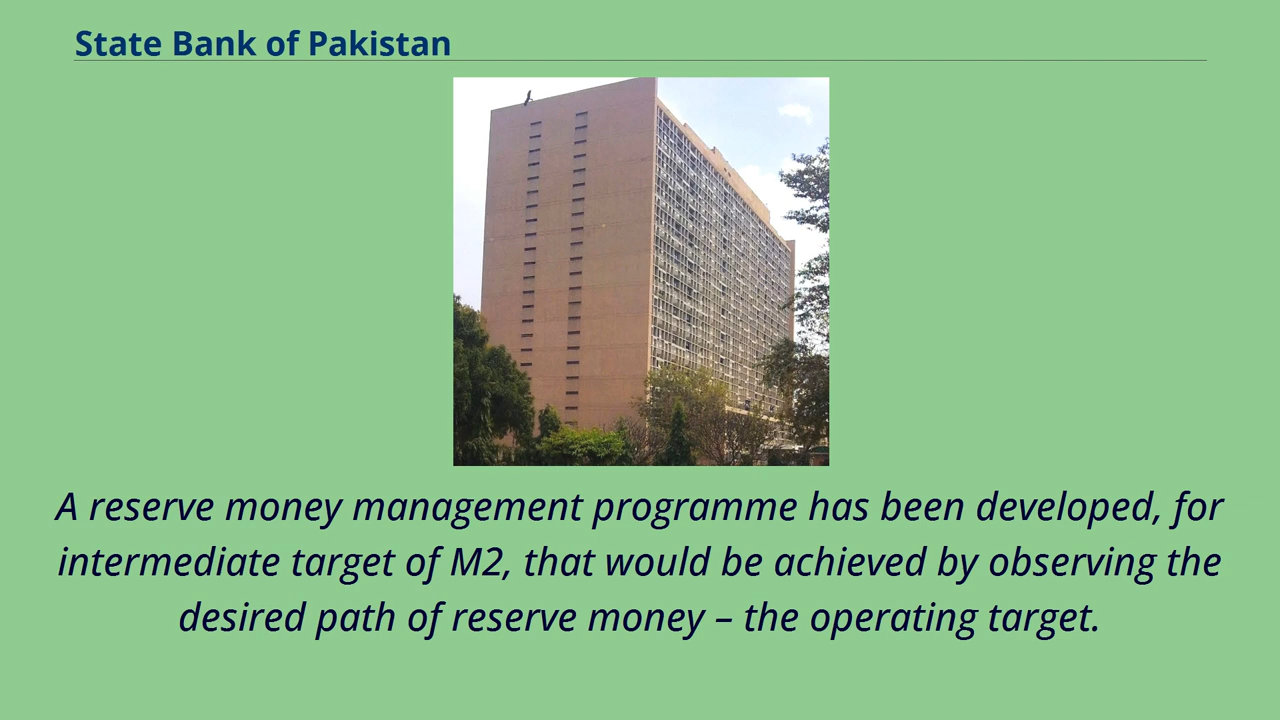 State Bank of Pakistan
A reserve money management programme has been developed, for
intermediate target of M2, that would be achieved by observing the
desired path of reserve money – the operating target.